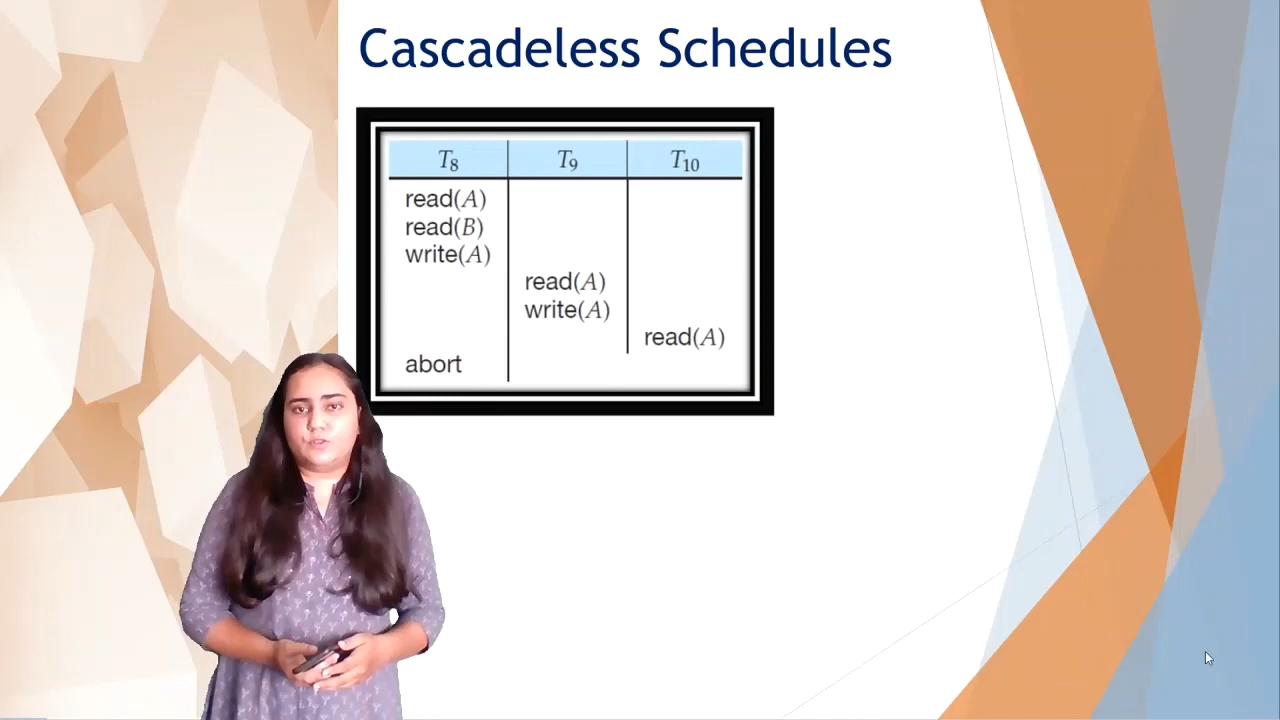 Cascadeless Schedules
T8 T9 T10
read(A)
read(B)
write(A)
read(A)
write(A)
read(A)
abort